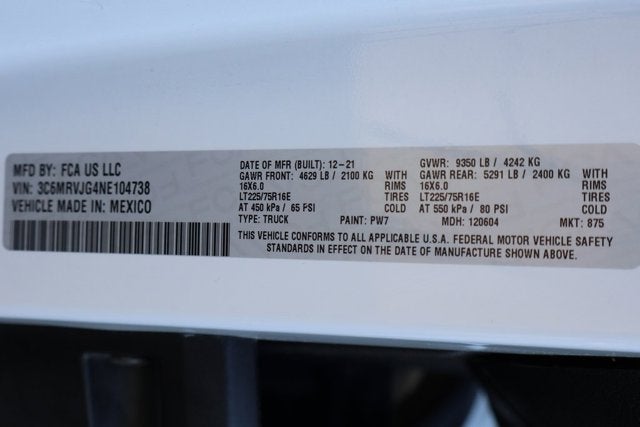 MFD BY: FCA US LLC
VIN: 3C6MRVJG4NE104738
VEHICLE MADE IN: MEXICO
DATE OF MFR (BUILT): 12-21 GVWR: 9350 LB / 4242 KG
GAWR FRONT: 4629 LB / 2100 KG WITH GAWR REAR: 5291 LB / 2400 KG WITH
16X6.0 RIMS 16X6.0 RIMS
LT225/75R16E TIRES LT225/75R16E TIRES
AT 450 kPa / 65 PSI COLD AT 550 kPa / 80 PSI COLD
TYPE: TRUCK PAINT: PW7 MDH: 120604 MKT: 875
THIS VEHICLE CONFORMS TO ALL APPLICABLE U.S.A. FEDERAL MOTOR VEHICLE SAFETY
STANDARDS IN EFFECT ON THE DATE OF MANUFACTURE SHOWN ABOVE.